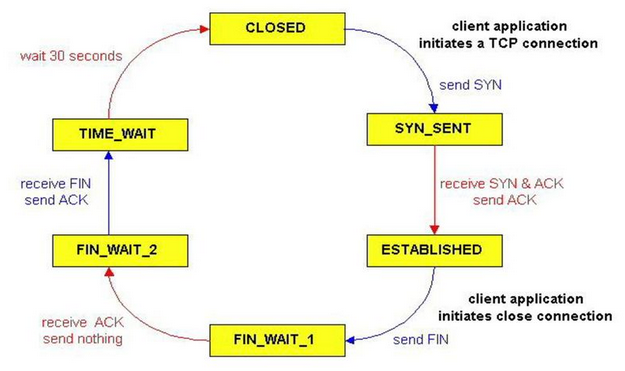 CLOSED
client application
initiates a TCP connection
wait 30 seconds
send SYN
TIME_WAIT
SYN_SENT
receive FIN
send ACK
receive SYN & ACK
send ACK
FIN_WAIT_2
ESTABLISHED
client application
initiates close connection
receive ACK
send nothing
FIN_WAIT_1
send FIN